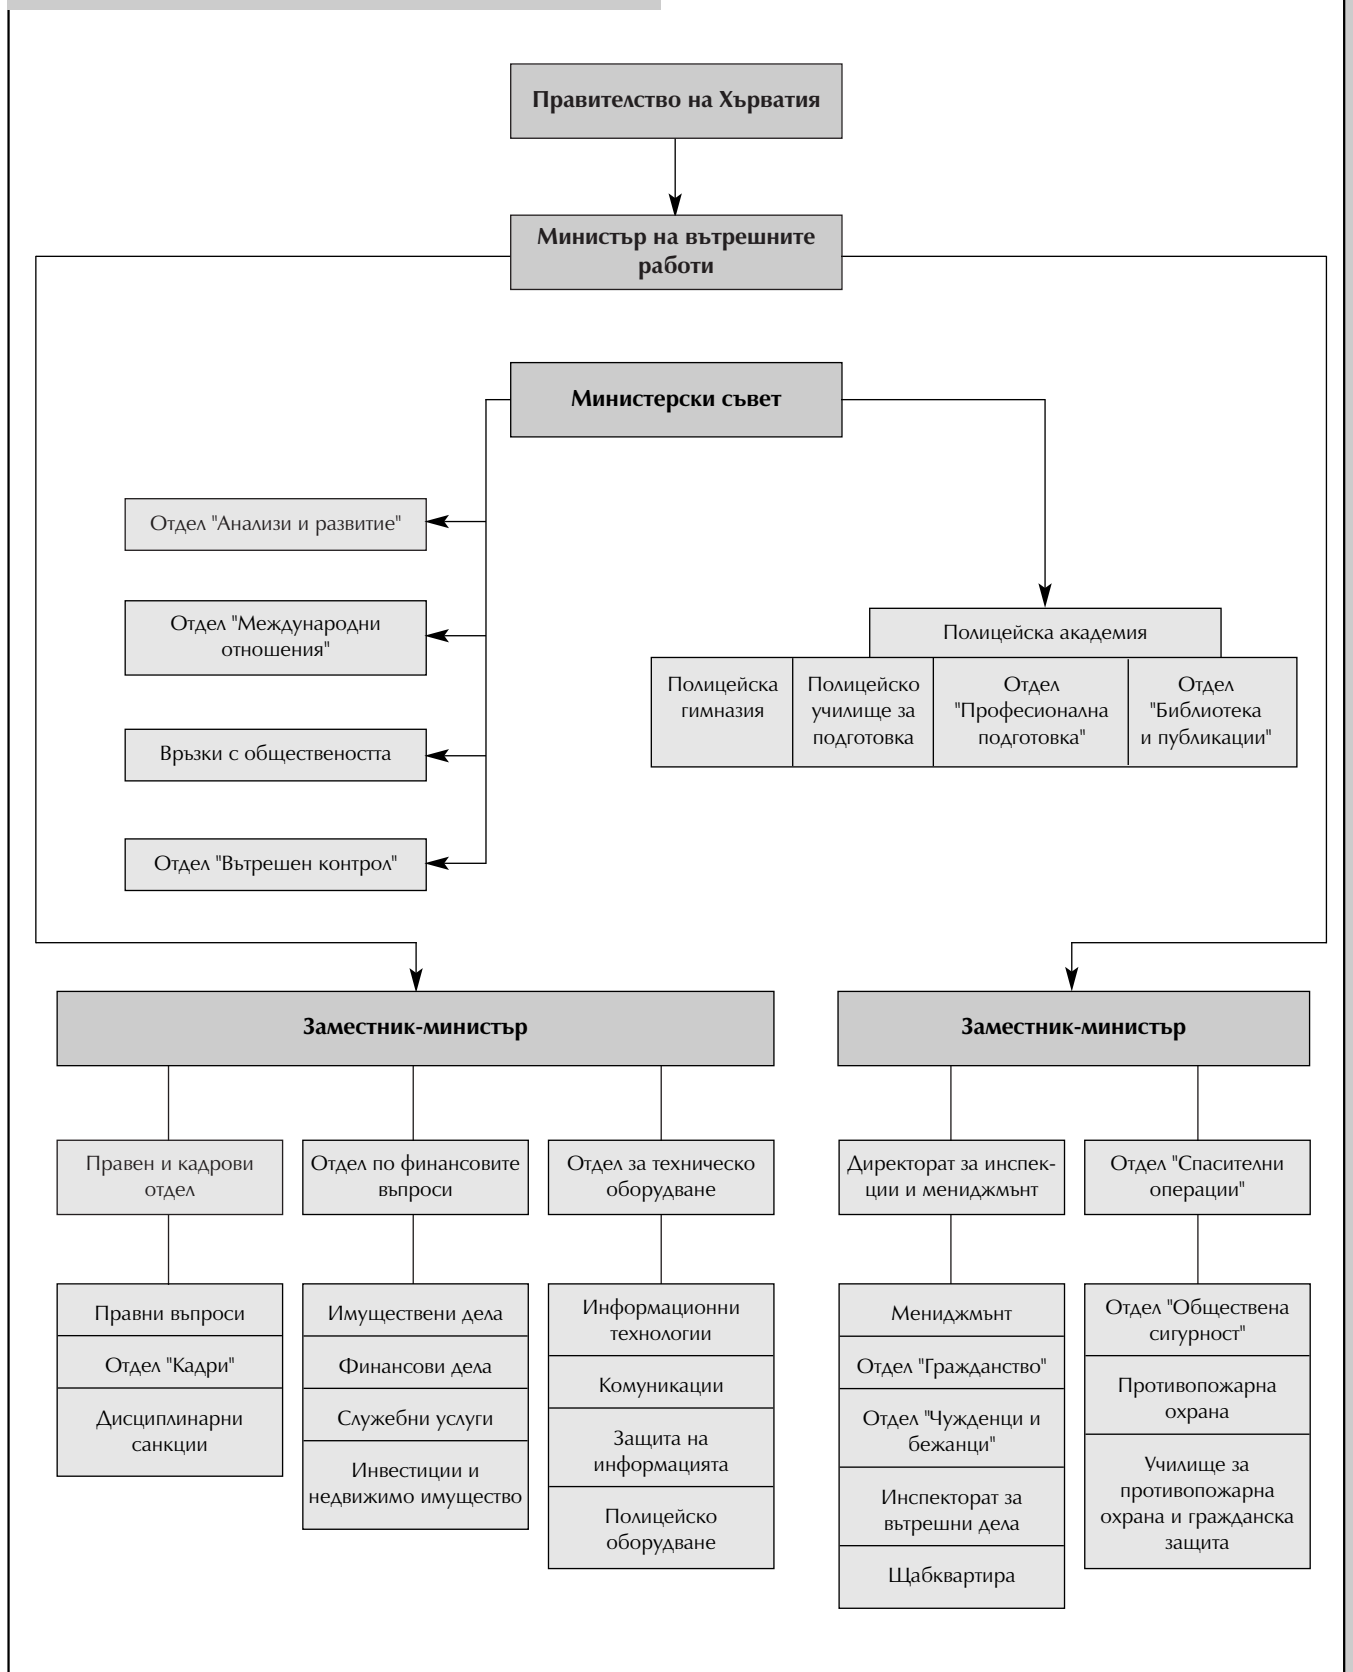 Правителство на Хърватия
Министър на вътрешните
работи
Министерски съвет
Отдел "Анализи и развитие"
Отдел "Международни
отношения"
Връзки с обществеността
Отдел "Вътрешен контрол"
Полицейска академия
Полицейска
гимназия
Полицейско
училище за
подготовка
Отдел
"Професионална
подготовка"
Отдел
"Библиотека
и публикации"
Заместник-министър
Правен и кадрови
отдел
Правни въпроси
Отдел "Кадри"
Дисциплинарни
санкции
Отдел по финансовите
въпроси
Имуществени дела
Финансови дела
Служебни услуги
Инвестиции и
недвижимо имущество
Отдел за техническо
оборудване
Информационни
технологии
Комуникации
Защита на
информацията
Полицейско
оборудване
Заместник-министър
Директорат за инспек-
ции и мениджмънт
Мениджмънт
Отдел "Гражданство"
Отдел "Чужденци и
бежанци"
Инспекторат за
вътрешни дела
Щабквартира
Отдел "Спасителни
операции"
Отдел "Обществена
сигурност"
Противопожарна
охрана
Училище за
противопожарна
охрана и гражданска
защита